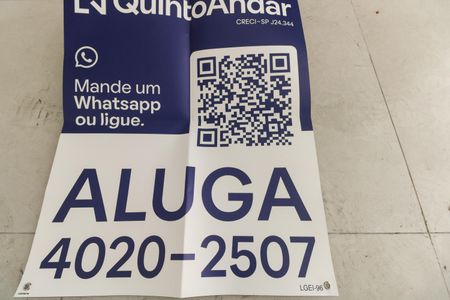 QuintoAndar
CRECI-SP J24.344
Mande um
Whatsapp
ou ligue.
ALUGA
4020-2507
LGEI-96